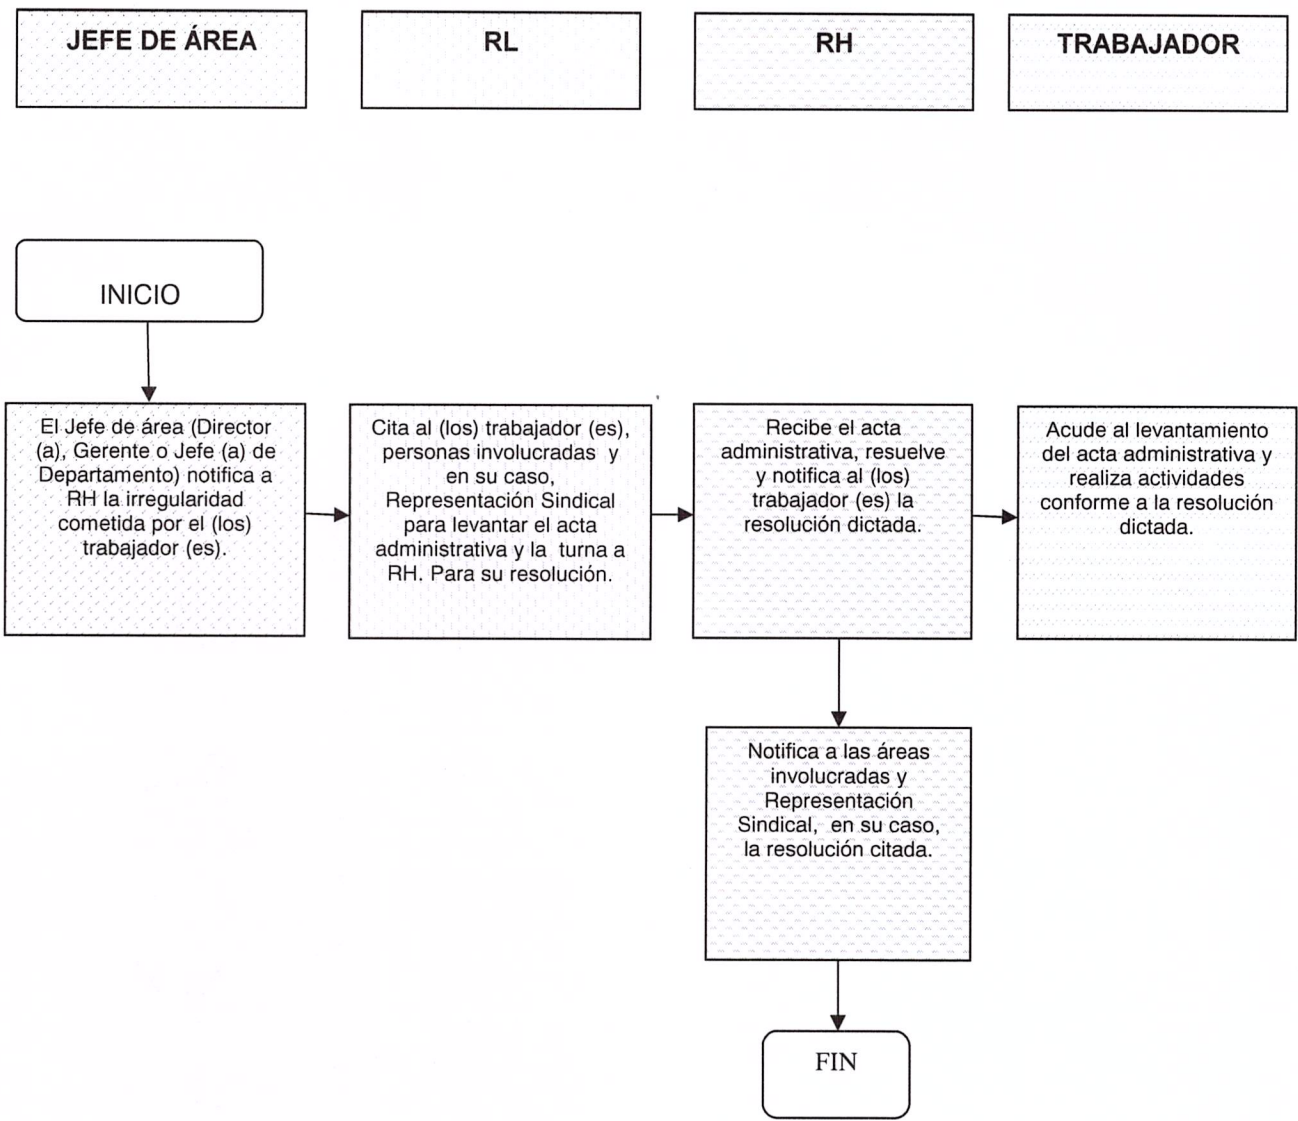 JEFE DE ÁREA
RL
RH
TRABAJADOR
INICIO
El Jefe de área (Director
(a), Gerente o Jefe (a) de
Departamento) notifica a
RH la irregularidad
cometida por el (los)
trabajador (es).
Cita al (los) trabajador (es),
personas involucradas y
en su caso,
Representación Sindical
para levantar el acta
administrativa y la turna a
RH. Para su resolución.
Recibe el acta
administrativa, resuelve
y notifica al (los)
trabajador (es) la
resolución dictada.
Acude al levantamiento
del acta administrativa y
realiza actividades
conforme a la resolución
dictada.
Notifica a las áreas
involucradas y
Representación
Sindical, en su caso,
la resolución citada.
FIN